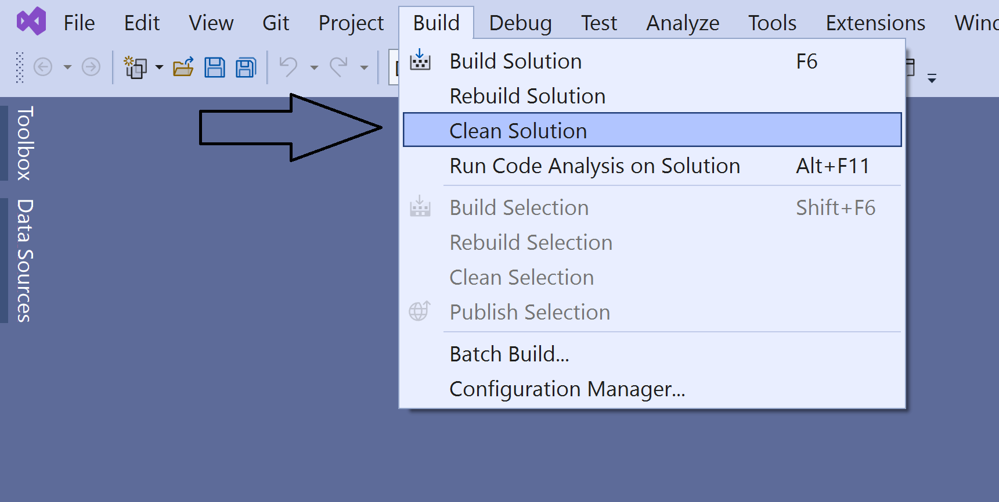 File Edit View Git Project Build Debug Test Analyze Tools Extensions
Build Solution F6
Rebuild Solution
Clean Solution
Run Code Analysis on Solution Alt+F11
Build Selection Shift+F6
Rebuild Selection
Clean Selection
Publish Selection
Batch Build...
Configuration Manager...
Toolbox
Data Sources